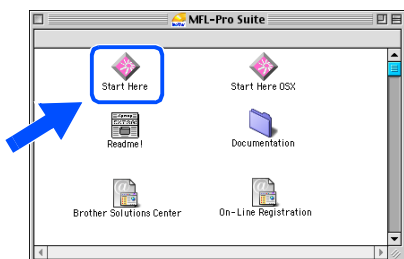 MFL-Pro Suite
Start Here
Start Here OSX
Readme!
Documentation
Brother Solutions Center
On-Line Registration